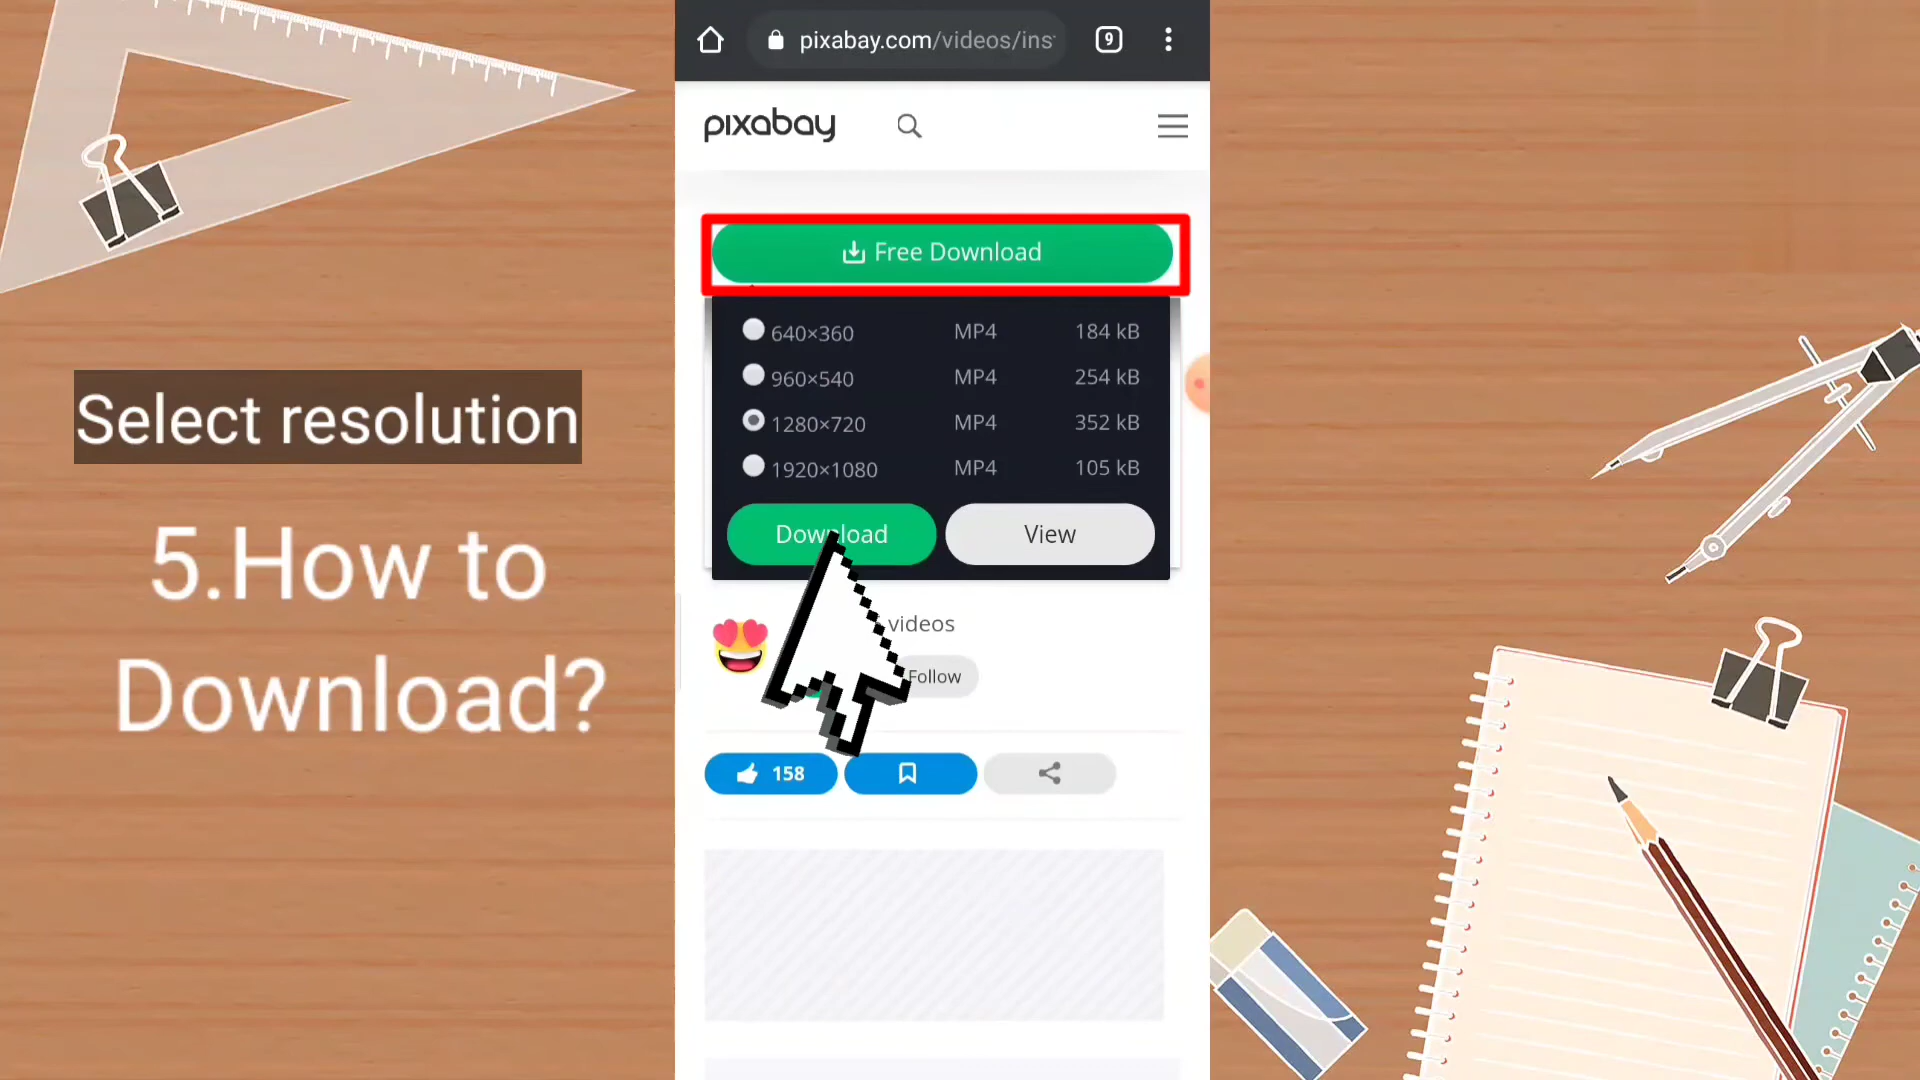 Select resolution
5.How to
Download?
pixabay.com/videos/ins
9
pixabay
Free Download
640×360 MP4 184 kB
960×540 MP4 254 kB
1280×720 MP4 352 kB
1920×1080 MP4 105 kB
Download View
videos
Follow
158